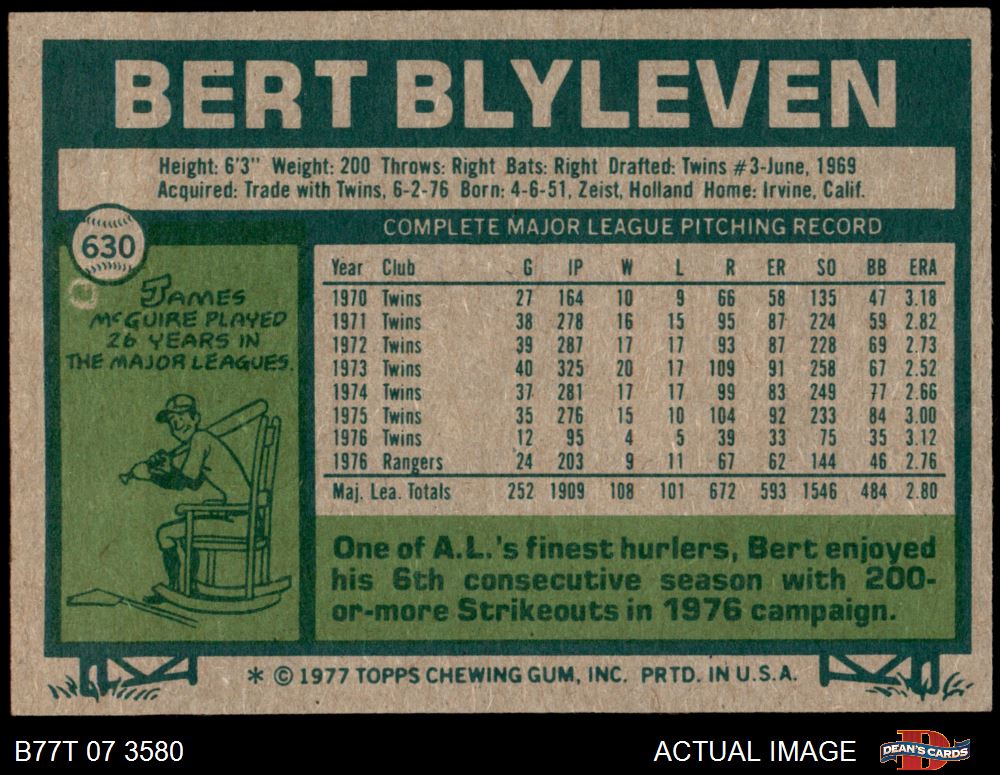 BERT BLYLEVEN
Height: 6'3" Weight: 200 Throws: Right Bats: Right Drafted: Twins #3-June, 1969
Acquired: Trade with Twins, 6-2-76 Born: 4-6-51, Zeist, Holland Home: Irvine, Calif.
630
JAMES
McGUIRE PLAYED
26 YEARS IN
THE MAJOR LEAGUES.
COMPLETE MAJOR LEAGUE PITCHING RECORD
Year Club G IP W L R ER SO BB ERA
1970 Twins 27 164 10 9 66 58 135 47 3.18
1971 Twins 38 278 16 15 95 87 224 59 2.82
1972 Twins 39 287 17 17 93 87 228 69 2.73
1973 Twins 40 325 20 17 109 91 258 67 2.52
1974 Twins 37 281 17 17 99 83 249 77 2.66
1975 Twins 35 276 15 10 104 92 233 84 3.00
1976 Twins 12 95 4 5 39 33 75 35 3.12
1976 Rangers 24 203 9 11 67 62 144 46 2.76
Maj. Lea. Totals 252 1909 108 101 672 593 1546 484 2.80
One of A.L.'s finest hurlers, Bert enjoyed
his 6th consecutive season with 200-
or-more Strikeouts in 1976 campaign.
* © 1977 TOPPS CHEWING GUM, INC. PRTD. IN U.S.A.
B77T 07 3580 ACTUAL IMAGE
D
DEAN'S CARDS